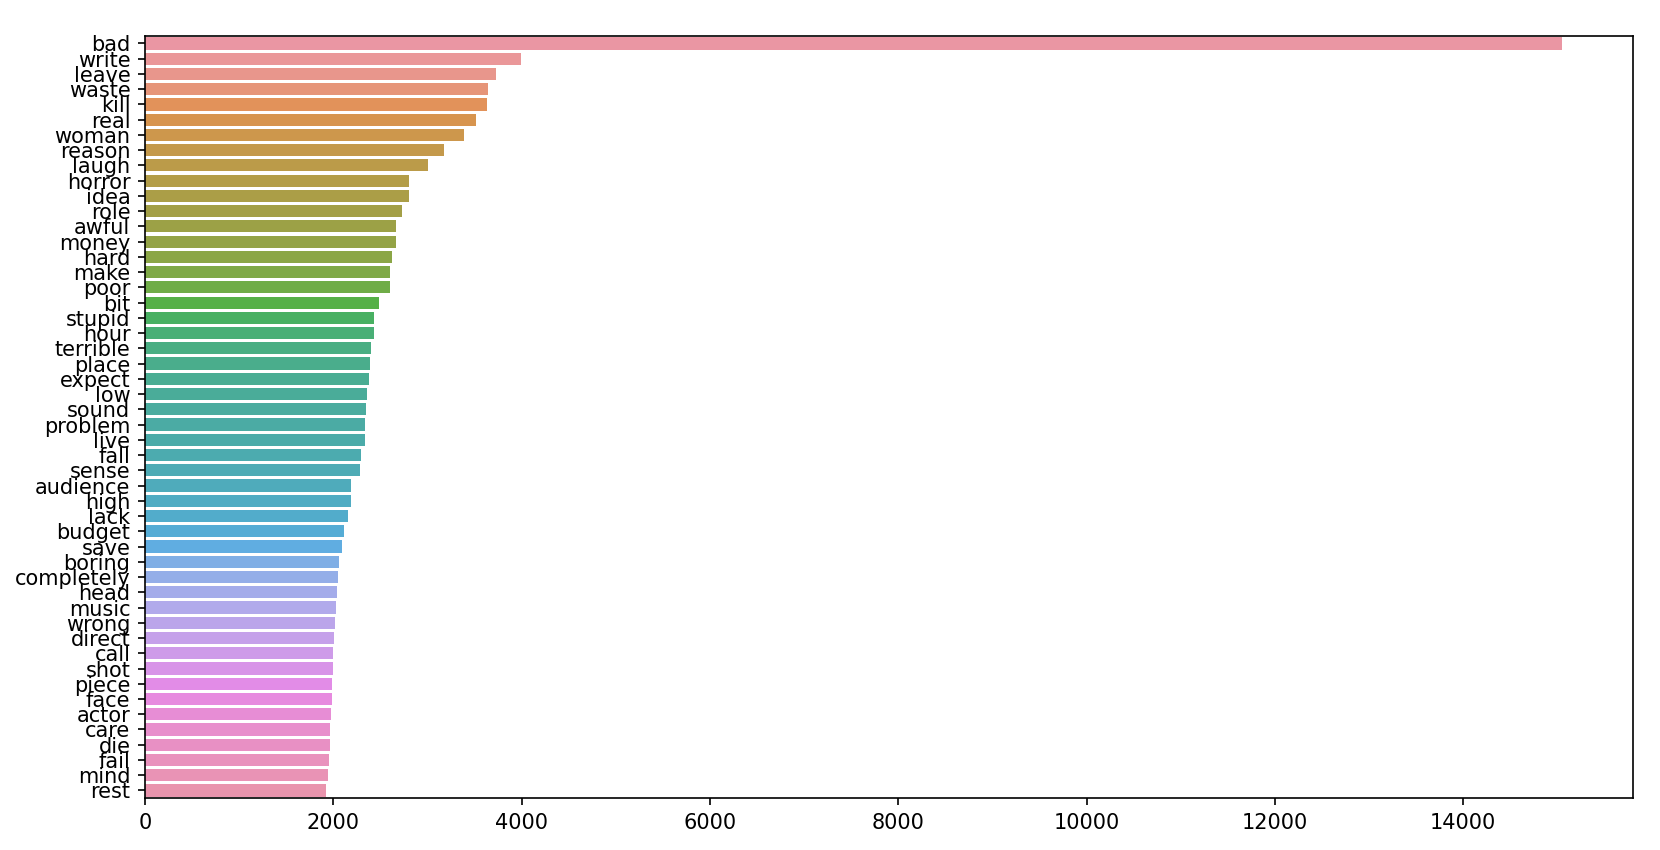 bad
write
leave
waste
kill
real
woman
reason
laugh
horror
idea
role
awful
money
hard
make
poor
bit
stupid
hour
terrible
place
expect
low
sound
problem
live
fall
sense
audience
high
lack
budget
save
boring
completely
head
music
wrong
direct
call
shot
piece
face
actor
care
die
fail
mind
rest
0 2000 4000 6000 8000 10000 12000 14000